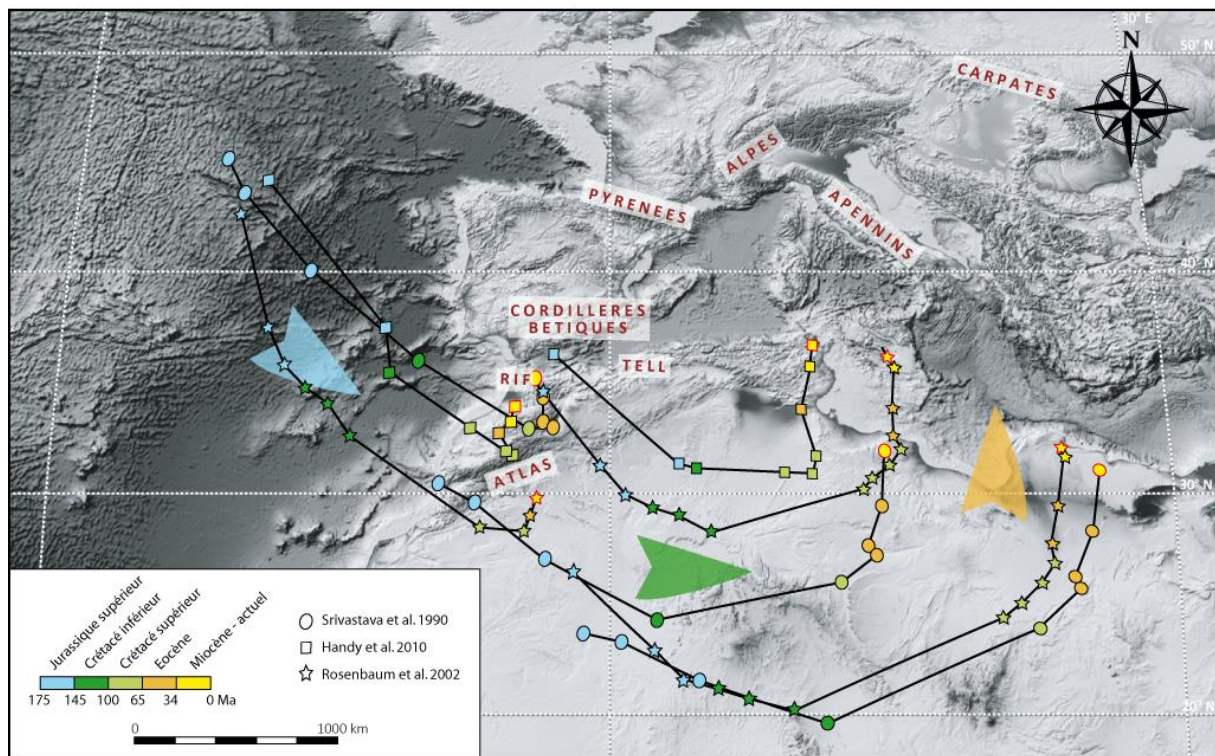 30° E
50° N
N
CARPATES
ALPES
PYRENEES
APENNINS
40° N
CORDILLERES
BETIQUES
TELL
RIF
ATLAS
30° N
20° N
Jurassique supérieur
Crétacé inférieur
Crétacé supérieur
Eocène
Miocène - actuel
175 145 100 65 34 0 Ma
Srivastava et al. 1990
Handy et al. 2010
Rosenbaum et al. 2002
0 1000 km